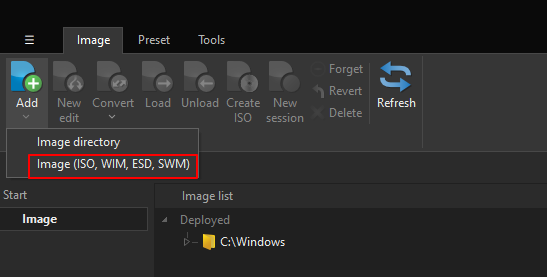 Image Preset Tools
Add New edit Convert Load Unload Create ISO New session Forget Revert Delete Refresh
Image directory
Image (ISO, WIM, ESD, SWM)
Start
Image
Image list
Deployed
C:\Windows